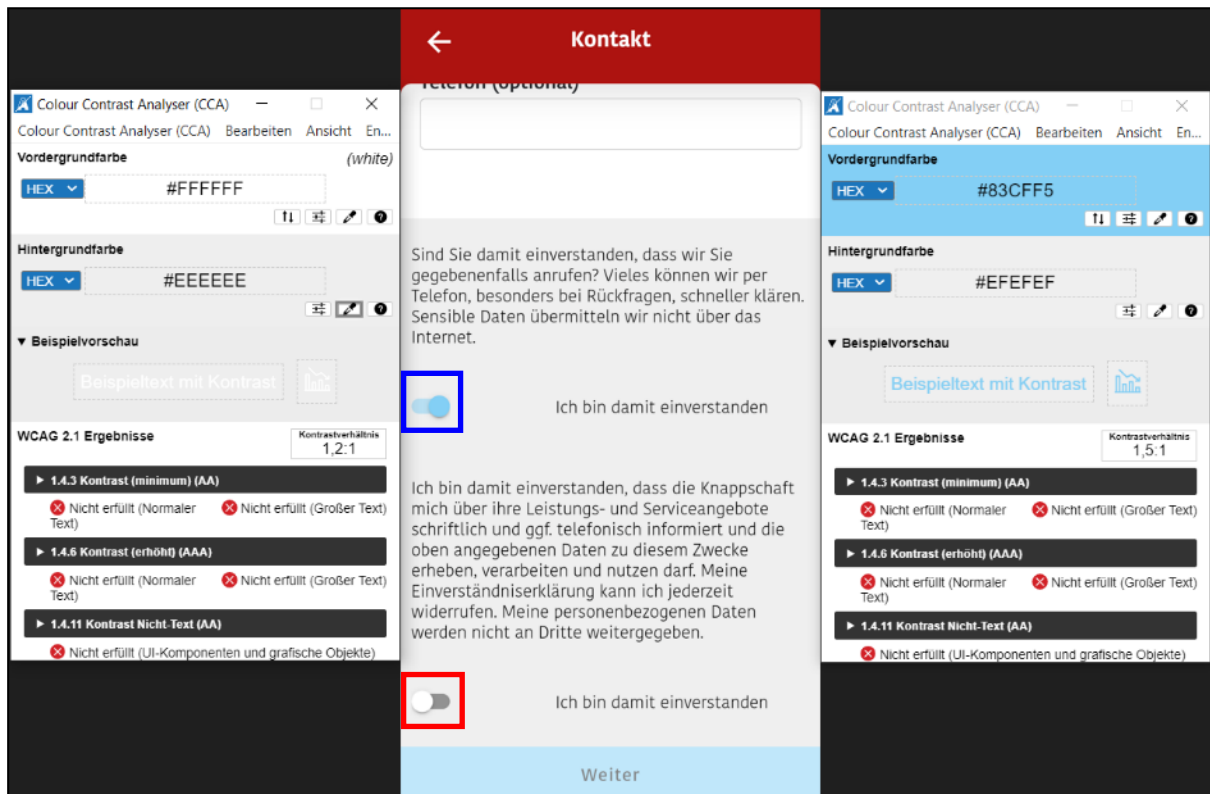 Colour Contrast Analyser (CCA)
Colour Contrast Analyser (CCA) Bearbeiten Ansicht En...
Vordergrundfarbe (white)
HEX #FFFFFF
Hintergrundfarbe
HEX #EEEEEE
▼ Beispielvorschau
Beispieltext mit Kontrast
WCAG 2.1 Ergebnisse
Kontrastverhältnis
1,2:1
▶ 1.4.3 Kontrast (minimum) (AA)
Nicht erfüllt (Normaler Text)
Nicht erfüllt (Großer Text)
▶ 1.4.6 Kontrast (erhöht) (AAA)
Nicht erfüllt (Normaler Text)
Nicht erfüllt (Großer Text)
▶ 1.4.11 Kontrast Nicht-Text (AA)
Nicht erfüllt (UI-Komponenten und grafische Objekte)
Kontakt
Telefon (optional)
Sind Sie damit einverstanden, dass wir Sie
gegebenenfalls anrufen? Vieles können wir per
Telefon, besonders bei Rückfragen, schneller klären.
Sensible Daten übermitteln wir nicht über das
Internet.
Ich bin damit einverstanden
Ich bin damit einverstanden, dass die Knappschaft
mich über ihre Leistungs- und Serviceangebote
schriftlich und ggf. telefonisch informiert und die
oben angegebenen Daten zu diesem Zwecke
erheben, verarbeiten und nutzen darf. Meine
Einverständniserklärung kann ich jederzeit
widerrufen. Meine personenbezogenen Daten
werden nicht an Dritte weitergegeben.
Ich bin damit einverstanden
Weiter
Colour Contrast Analyser (CCA)
Colour Contrast Analyser (CCA) Bearbeiten Ansicht En...
Vordergrundfarbe
HEX #83CFF5
Hintergrundfarbe
HEX #EFEFEF
▼ Beispielvorschau
Beispieltext mit Kontrast
WCAG 2.1 Ergebnisse
Kontrastverhältnis
1,5:1
▶ 1.4.3 Kontrast (minimum) (AA)
Nicht erfüllt (Normaler Text)
Nicht erfüllt (Großer Text)
▶ 1.4.6 Kontrast (erhöht) (AAA)
Nicht erfüllt (Normaler Text)
Nicht erfüllt (Großer Text)
▶ 1.4.11 Kontrast Nicht-Text (AA)
Nicht erfüllt (UI-Komponenten und grafische Objekte)